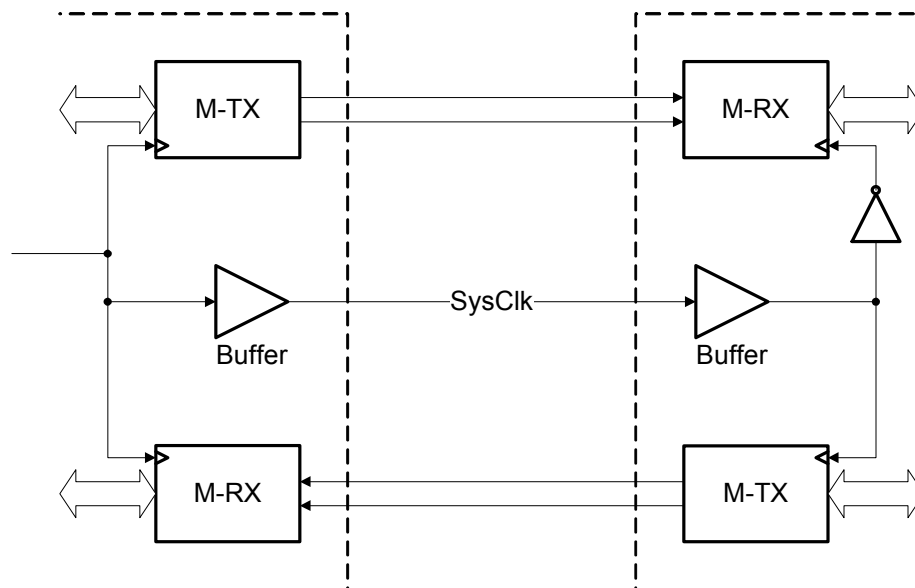 M-TX
M-RX
SysClk
Buffer
Buffer
M-RX
M-TX